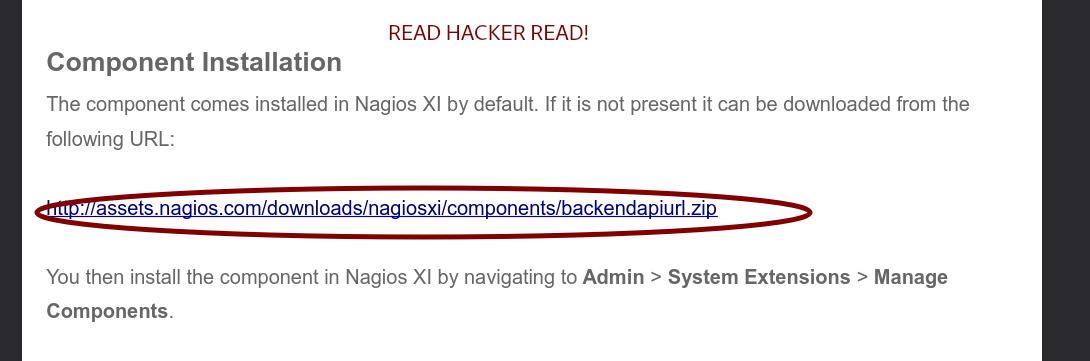 READ HACKER READ!
Component Installation
The component comes installed in Nagios XI by default. If it is not present it can be downloaded from the
following URL:
http://assets.nagios.com/downloads/nagiosxi/components/backendapiurl.zip
You then install the component in Nagios XI by navigating to Admin > System Extensions > Manage
Components.